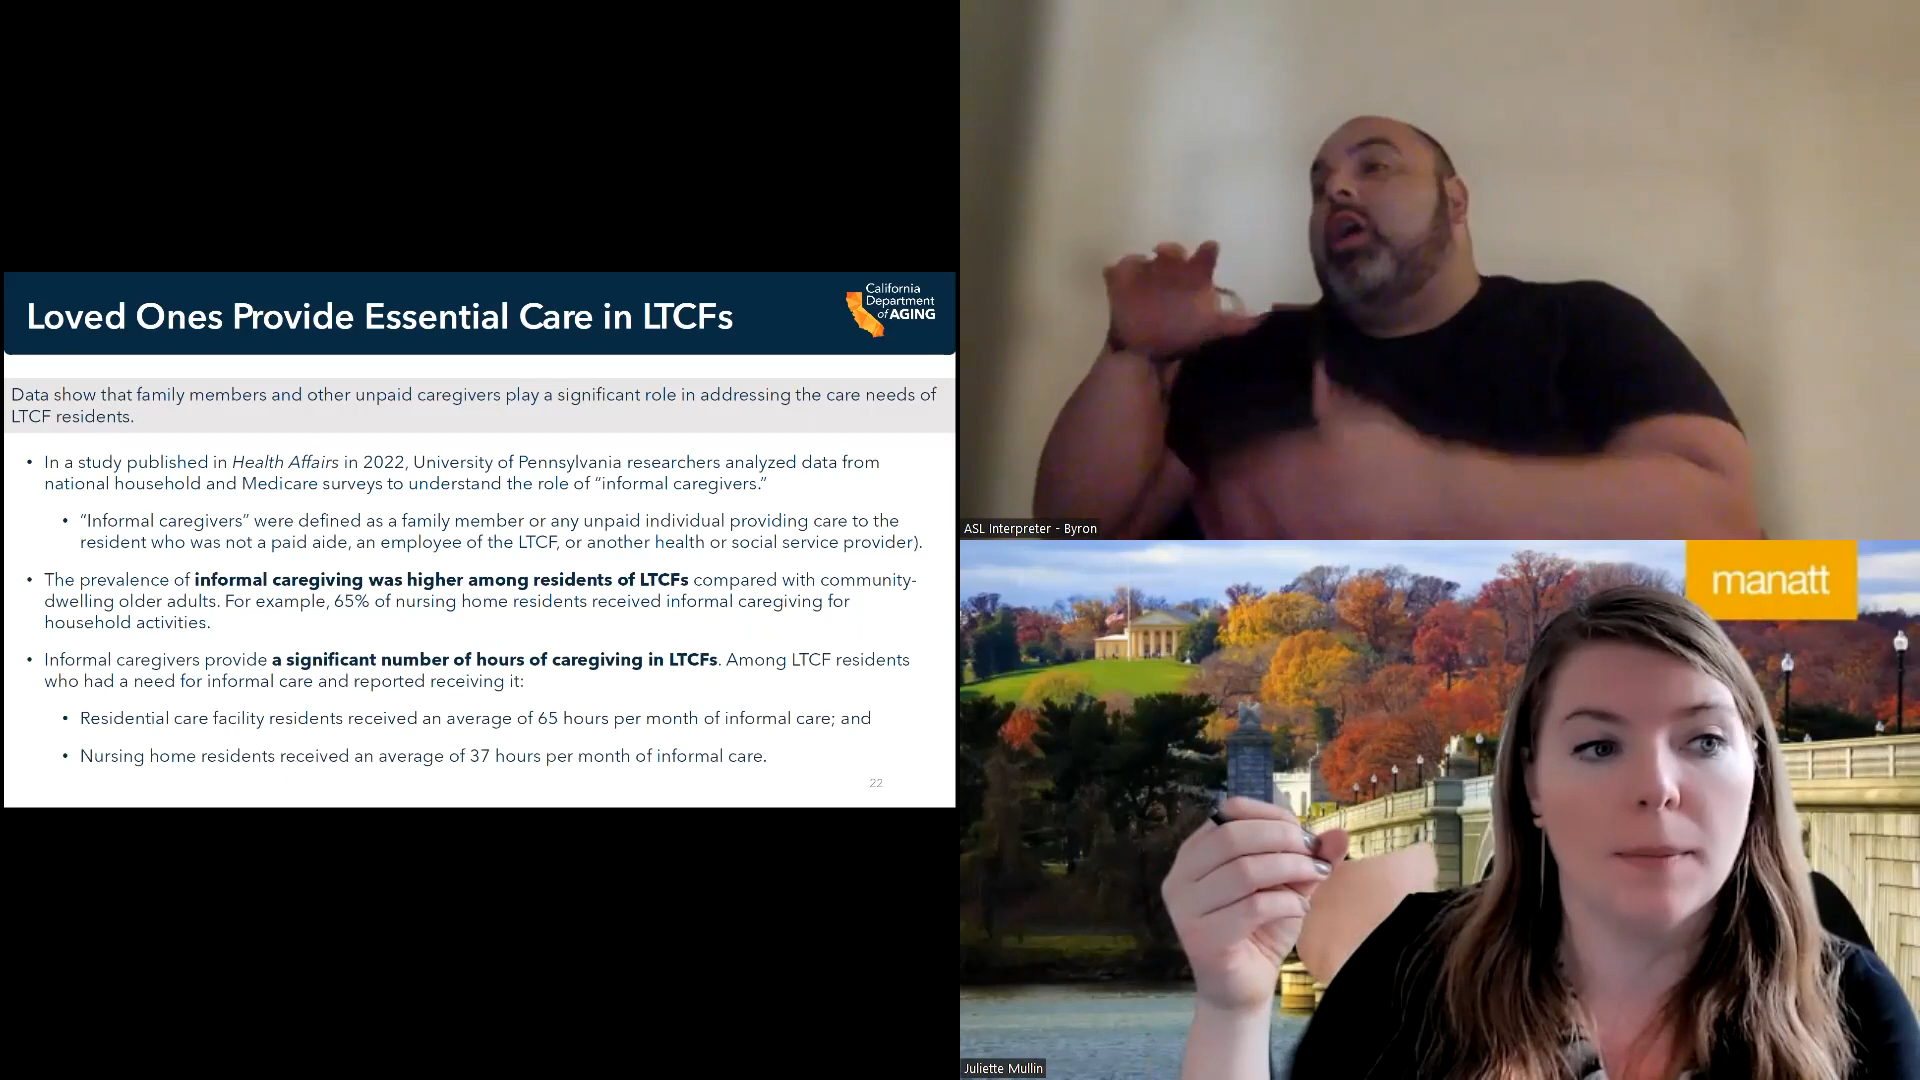 Loved Ones Provide Essential Care in LTCFs
California
Department
of AGING
Data show that family members and other unpaid caregivers play a significant role in addressing the care needs of
LTCF residents.
• In a study published in Health Affairs in 2022, University of Pennsylvania researchers analyzed data from
national household and Medicare surveys to understand the role of “informal caregivers.”
• “Informal caregivers” were defined as a family member or any unpaid individual providing care to the
resident who was not a paid aide, an employee of the LTCF, or another health or social service provider).
• The prevalence of informal caregiving was higher among residents of LTCFs compared with community-
dwelling older adults. For example, 65% of nursing home residents received informal caregiving for
household activities.
• Informal caregivers provide a significant number of hours of caregiving in LTCFs. Among LTCF residents
who had a need for informal care and reported receiving it:
• Residential care facility residents received an average of 65 hours per month of informal care; and
• Nursing home residents received an average of 37 hours per month of informal care.
22
ASL Interpreter - Byron
manatt
Juliette Mullin